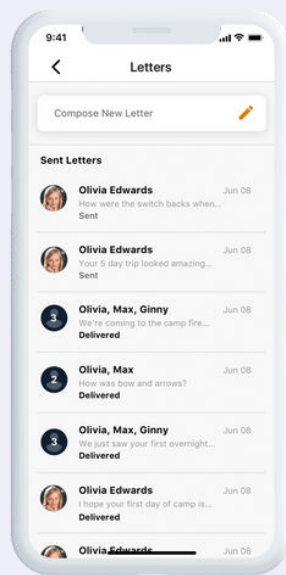 9:41
Letters
Compose New Letter
Sent Letters
Olivia Edwards Jun 08
How were the switch backs when...
Sent
Olivia Edwards Jun 08
Your 5 day trip looked amazing...
Sent
3 Olivia, Max, Ginny Jun 08
We're coming to the camp fire...
Delivered
2 Olivia, Max Jun 08
How was bow and arrows?
Delivered
3 Olivia, Max, Ginny Jun 08
We just saw your first overnight...
Delivered
Olivia Edwards Jun 08
I hope your first day of camp is...
Delivered
Olivia Edwards Jun 08